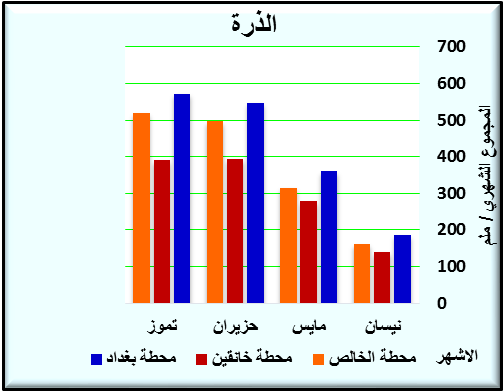 الذرة
700
600
500
400
300
200
100
0
المجموع الشهري / ملم
نيسان مايس حزيران تموز
الاشهر
محطة الخالص محطة خانقين محطة بغداد